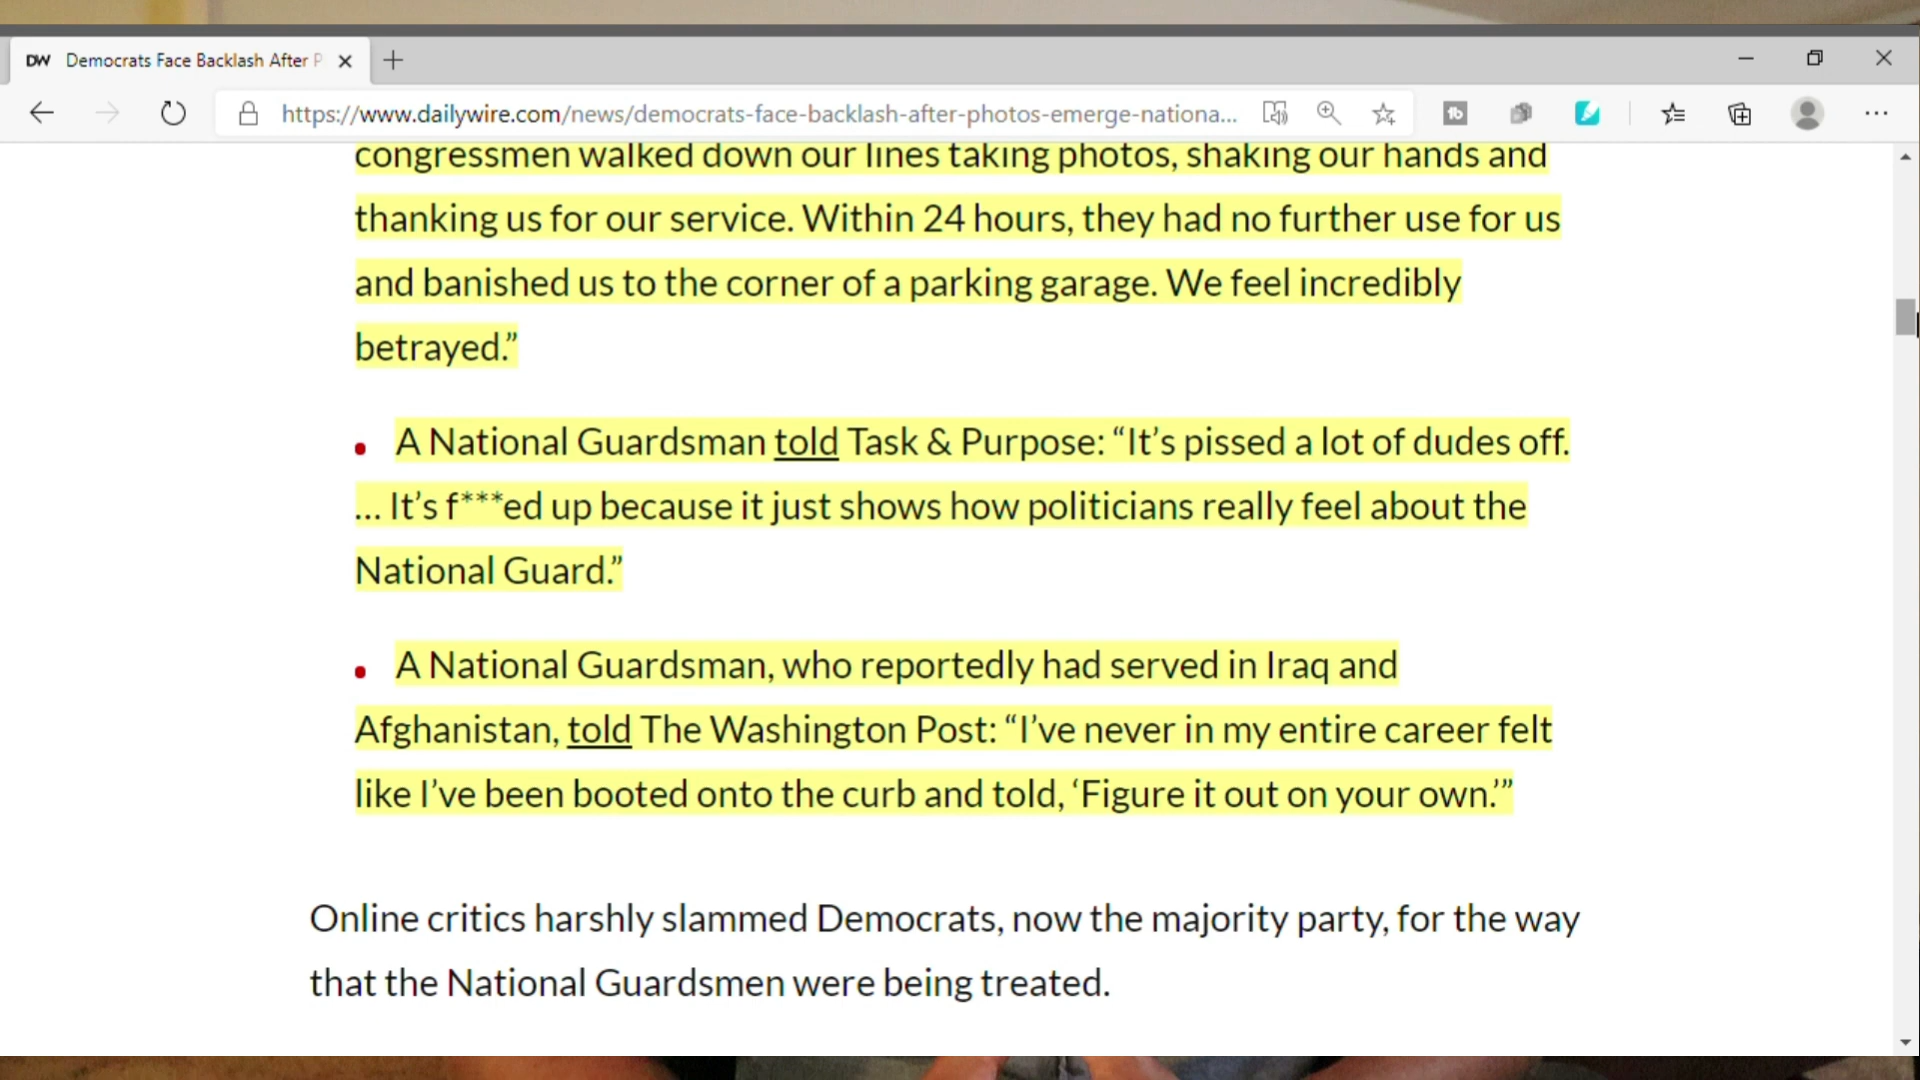 DW Democrats Face Backlash After P
https://www.dailywire.com/news/democrats-face-backlash-after-photos-emerge-nationa...
congressmen walked down our lines taking photos, shaking our hands and
thanking us for our service. Within 24 hours, they had no further use for us
and banished us to the corner of a parking garage. We feel incredibly
betrayed.”
• A National Guardsman told Task & Purpose: “It’s pissed a lot of dudes off.
... It’s f***ed up because it just shows how politicians really feel about the
National Guard.”
• A National Guardsman, who reportedly had served in Iraq and
Afghanistan, told The Washington Post: “I’ve never in my entire career felt
like I’ve been booted onto the curb and told, ‘Figure it out on your own.’”
Online critics harshly slammed Democrats, now the majority party, for the way
that the National Guardsmen were being treated.